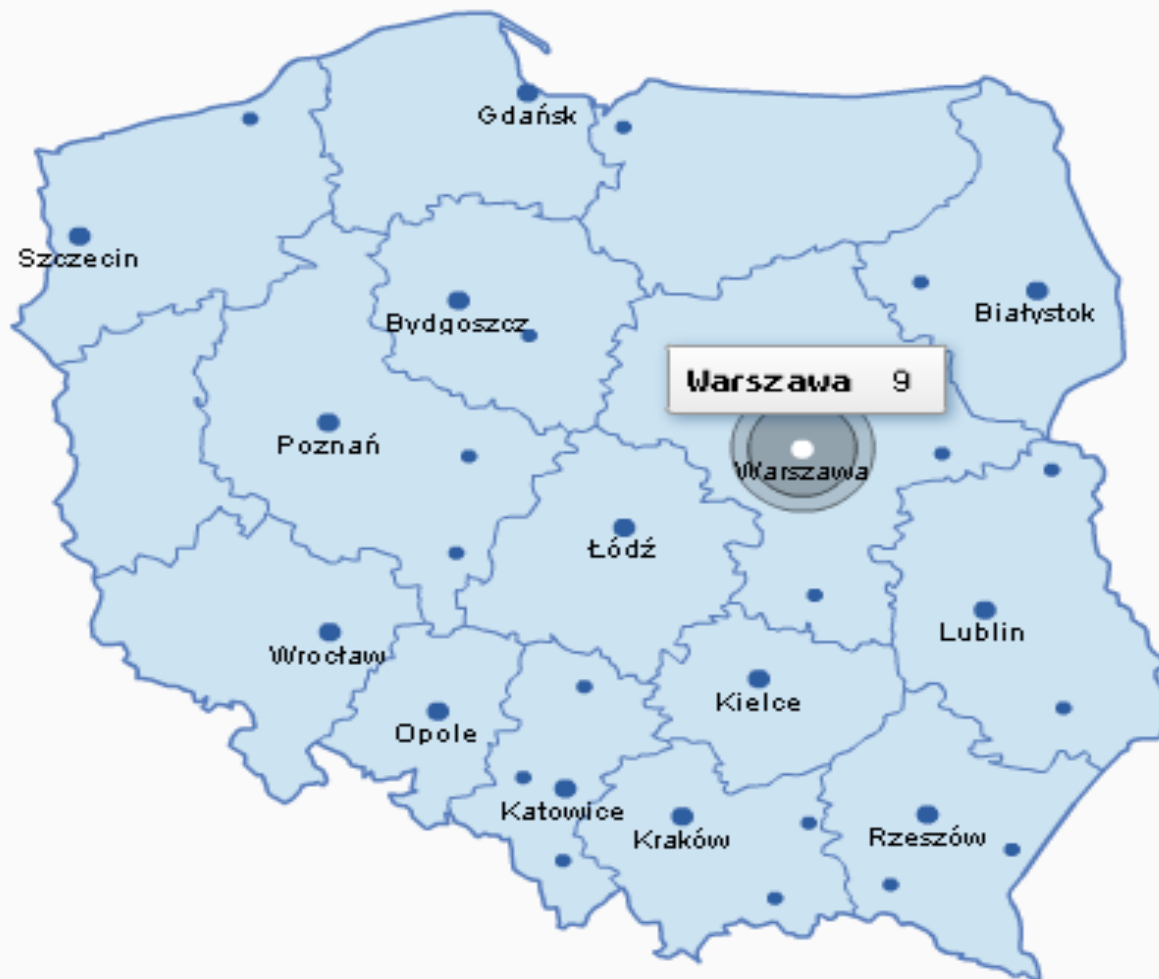 Gdańsk
Szczecin
Białystok
Bydgoszcz
Warszawa 9
Poznań
Warszawa
Łódź
Lublin
Wrocław
Kielce
Opole
Katowice
Kraków
Rzeszów